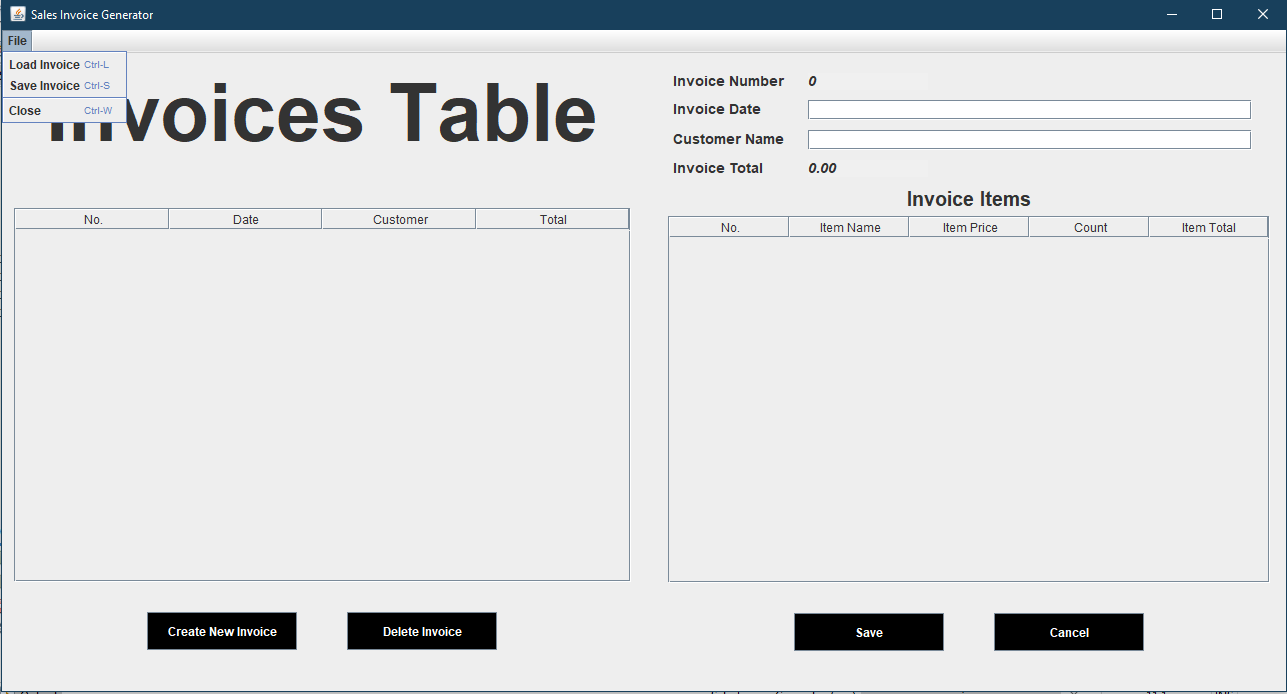 Sales Invoice Generator
File
Load Invoice Ctrl-L
Save Invoice Ctrl-S
Close Ctrl-W
Invoices Table
No. Date Customer Total
Create New Invoice Delete Invoice
Invoice Number 0
Invoice Date
Customer Name
Invoice Total 0.00
Invoice Items
No. Item Name Item Price Count Item Total
Save Cancel